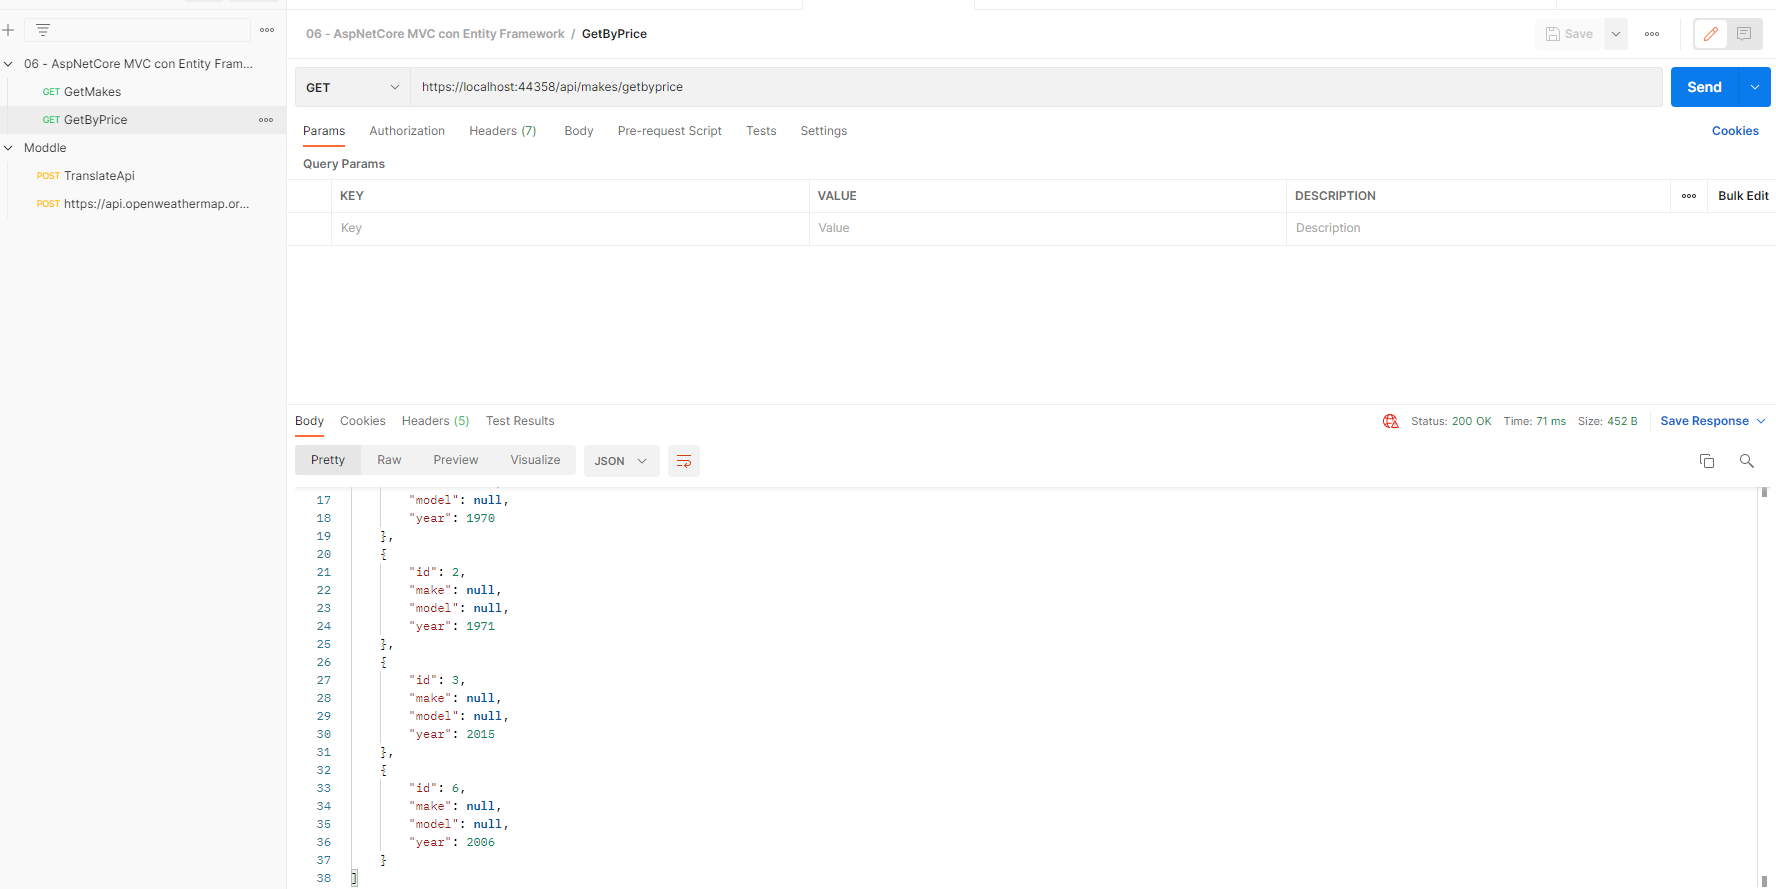 06 - AspNetCore MVC con Entity Fram...
GET GetMakes
GET GetByPrice
Moddle
POST TranslateApi
POST https://api.openweathermap.or...
06 - AspNetCore MVC con Entity Framework / GetByPrice
Save
GET
https://localhost:44358/api/makes/getbyprice
Send
Params Authorization Headers (7) Body Pre-request Script Tests Settings
Cookies
Query Params
KEY VALUE DESCRIPTION Bulk Edit
Key Value Description
Body Cookies Headers (5) Test Results
Status: 200 OK Time: 71 ms Size: 452 B Save Response
Pretty Raw Preview Visualize JSON
17 "model": null,
18 "year": 1970
19 },
20 {
21 "id": 2,
22 "make": null,
23 "model": null,
24 "year": 1971
25 },
26 {
27 "id": 3,
28 "make": null,
29 "model": null,
30 "year": 2015
31 },
32 {
33 "id": 6,
34 "make": null,
35 "model": null,
36 "year": 2006
37 }
38 ]